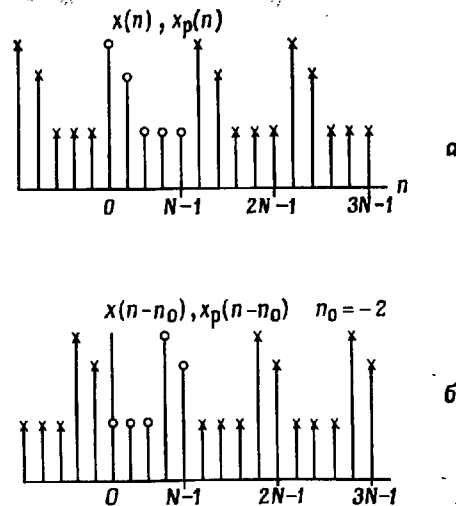 x(n), xp(n)
n
0 N-1 2N-1 3N-1
а
x(n-n0), xp(n-n0) n0=-2
0 N-1 2N-1 3N-1
б